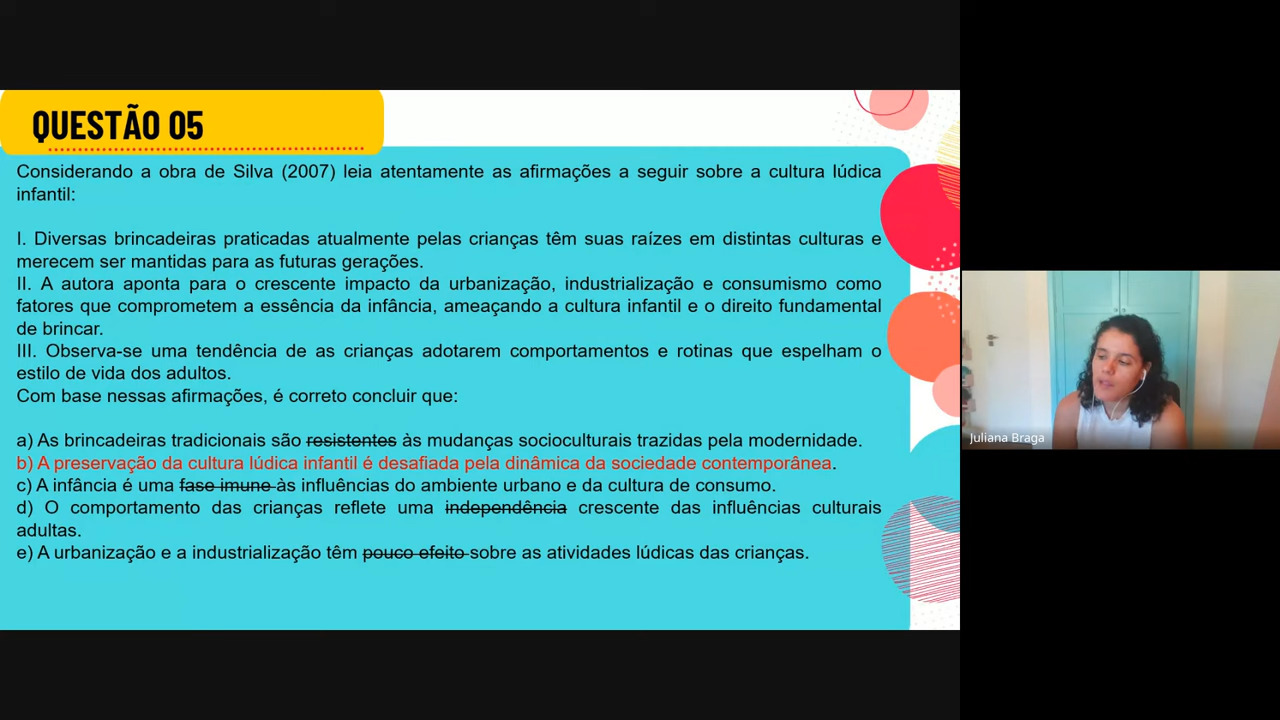 QUESTÃO 05
Considerando a obra de Silva (2007) leia atentamente as afirmações a seguir sobre a cultura lúdica
infantil:
I. Diversas brincadeiras praticadas atualmente pelas crianças têm suas raízes em distintas culturas e
merecem ser mantidas para as futuras gerações.
II. A autora aponta para o crescente impacto da urbanização, industrialização e consumismo como
fatores que comprometem a essência da infância, ameaçando a cultura infantil e o direito fundamental
de brincar.
III. Observa-se uma tendência de as crianças adotarem comportamentos e rotinas que espelham o
estilo de vida dos adultos.
Com base nessas afirmações, é correto concluir que:
a) As brincadeiras tradicionais são resistentes às mudanças socioculturais trazidas pela modernidade.
b) A preservação da cultura lúdica infantil é desafiada pela dinâmica da sociedade contemporânea.
c) A infância é uma fase imune às influências do ambiente urbano e da cultura de consumo.
d) O comportamento das crianças reflete uma independência crescente das influências culturais
adultas.
e) A urbanização e a industrialização têm pouco efeito sobre as atividades lúdicas das crianças.
Juliana Braga